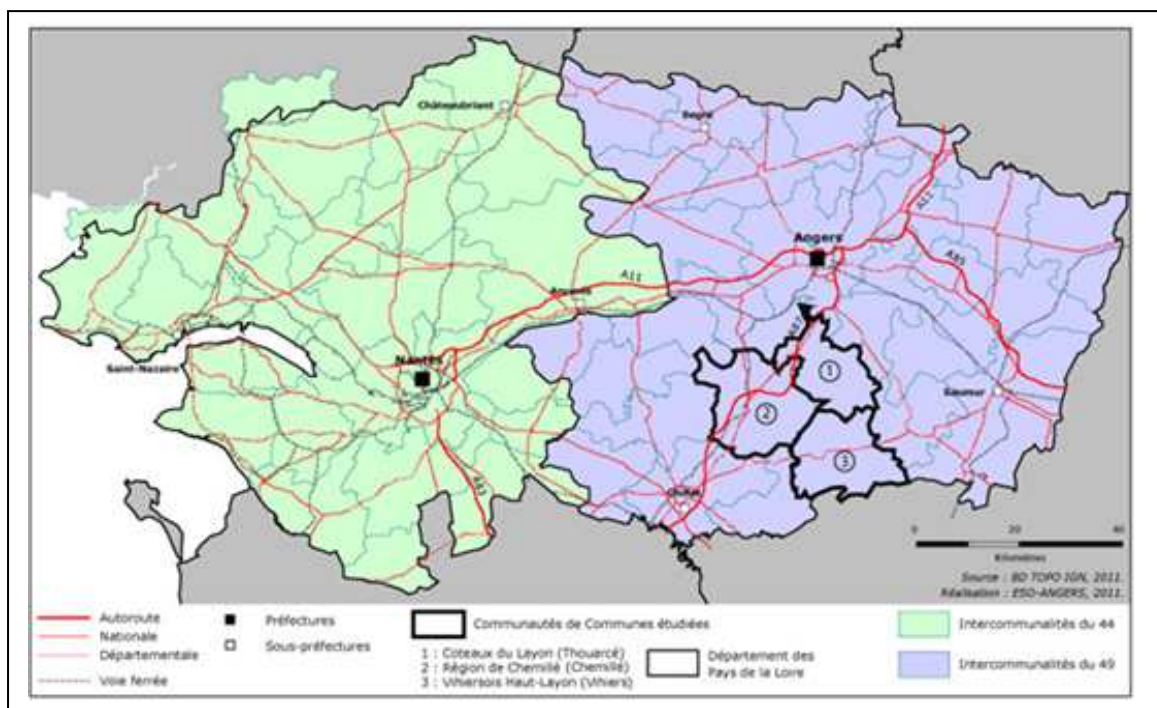 Châteaubriant
Segré
A11
Angers
A85
A11
Ancenis
A87
Nantes
Saint-Nazaire
1
Saumur
2
3
A83
Cholet
0 20 40
Kilomètres
Source : BD TOPO IGN, 2011.
Réalisation : ESO-ANGERS, 2011.
Autoroute
Nationale
Départementale
Voie ferrée
Préfectures
Sous-préfectures
Communautés de Communes étudiées
1 : Coteaux du Layon (Thouarcé)
2 : Région de Chemillé (Chemillé)
3 : Vihiersois Haut-Layon (Vihiers)
Département des
Pays de la Loire
Intercommunalités du 44
Intercommunalités du 49